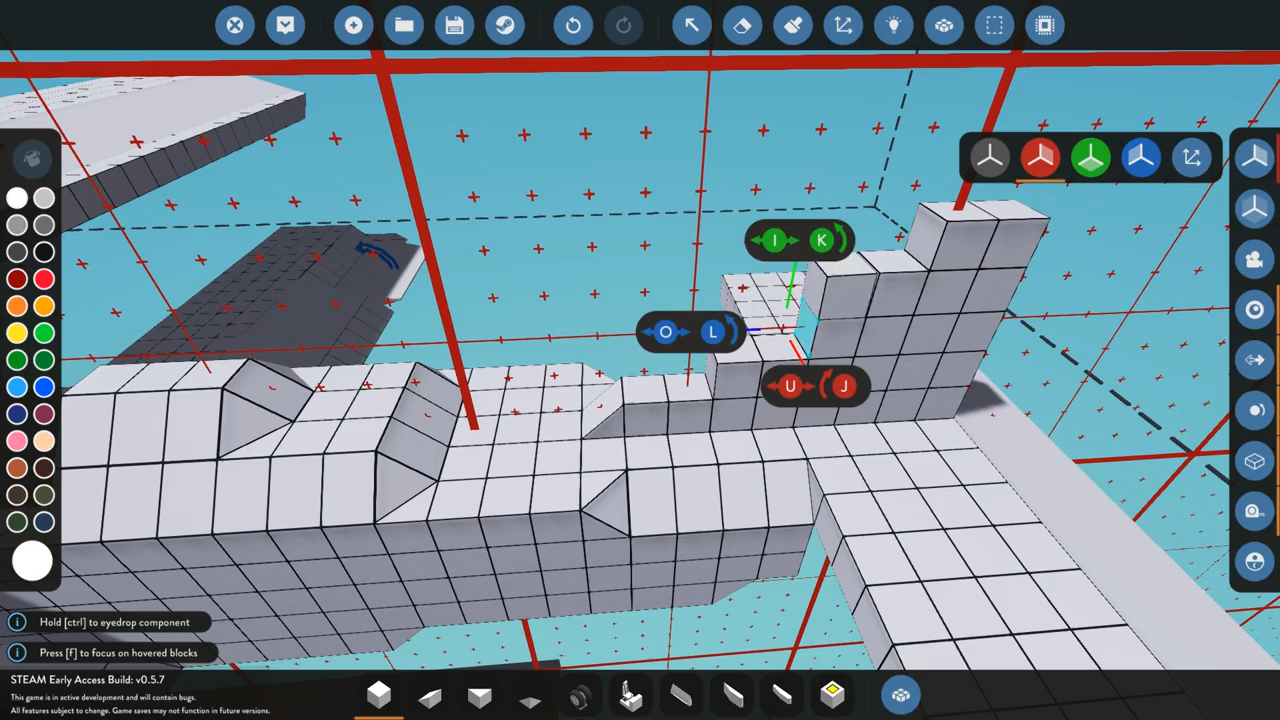 I
K
O
L
U
J
Hold [ctrl] to eyedrop component
Press [f] to focus on hovered blocks
STEAM Early Access Build: v0.5.7
This game is in active development and will contain bugs.
All features subject to change. Game saves may not function in future versions.